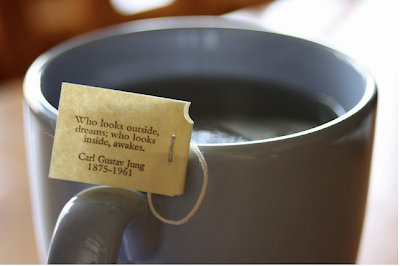 Who looks outside,
dreams; who looks
inside, awakes.
Carl Gustav Jung
1875-1961